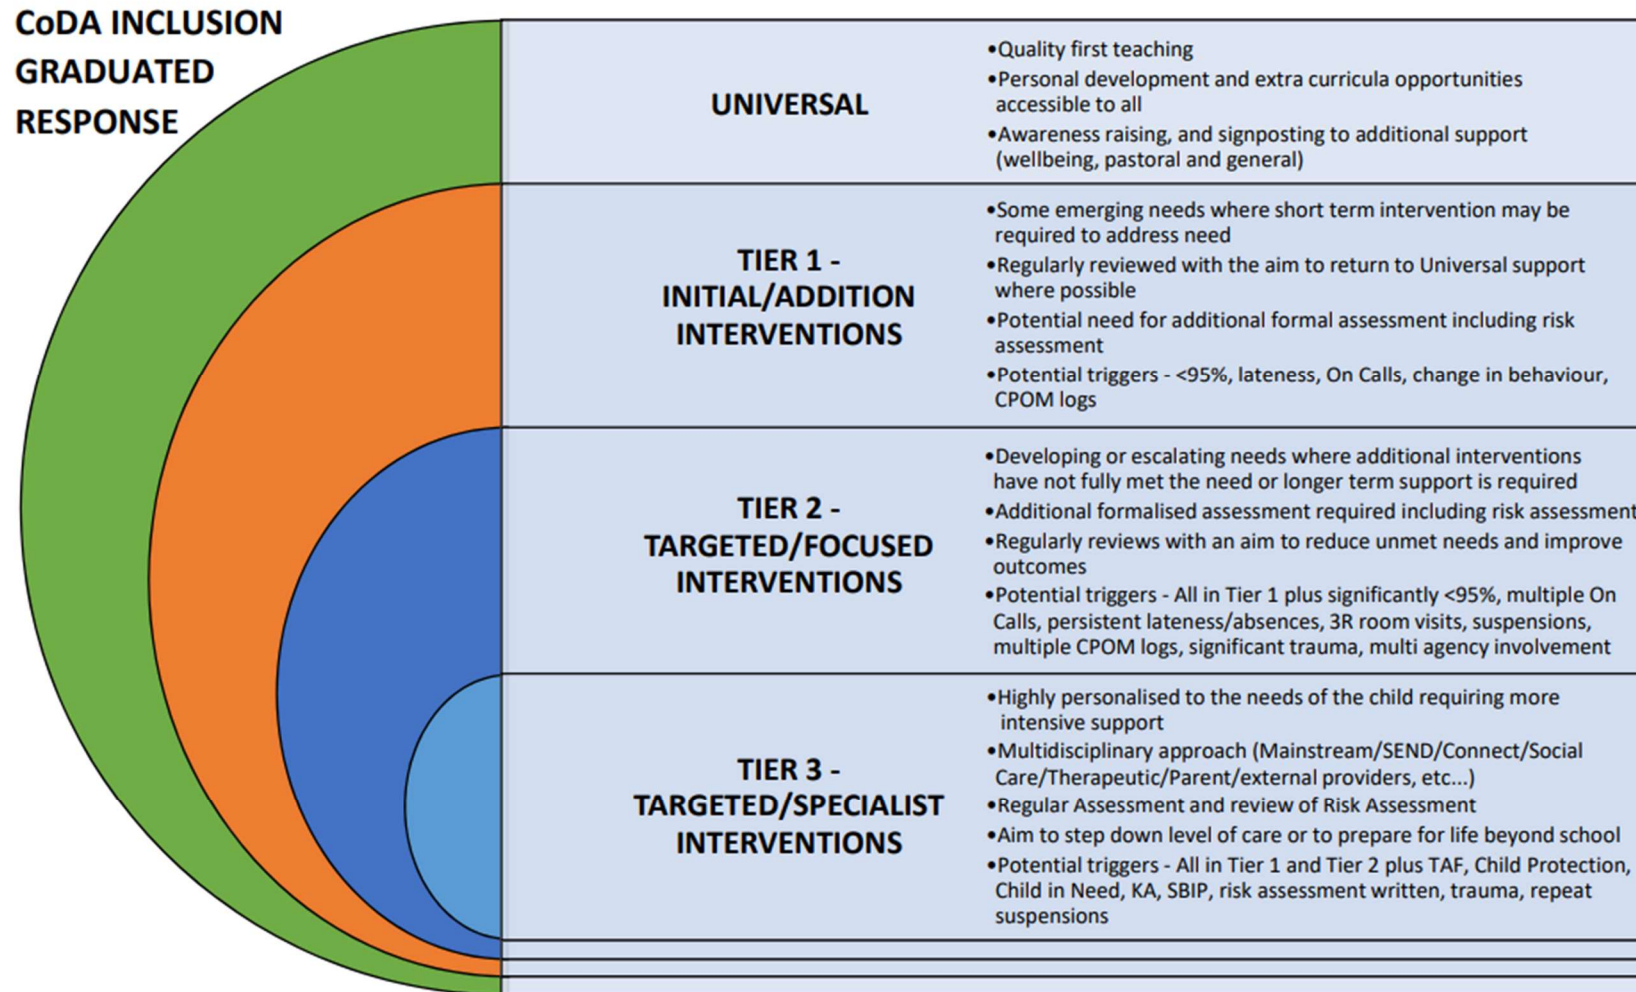 CoDA INCLUSION
GRADUATED
RESPONSE
UNIVERSAL
•Quality first teaching
•Personal development and extra curricula opportunities
accessible to all
•Awareness raising, and signposting to additional support
(wellbeing, pastoral and general)
TIER 1 -
INITIAL/ADDITION
INTERVENTIONS
•Some emerging needs where short term intervention may be
required to address need
•Regularly reviewed with the aim to return to Universal support
where possible
•Potential need for additional formal assessment including risk
assessment
•Potential triggers - <95%, lateness, On Calls, change in behaviour,
CPOM logs
TIER 2 -
TARGETED/FOCUSED
INTERVENTIONS
•Developing or escalating needs where additional interventions
have not fully met the need or longer term support is required
•Additional formalised assessment required including risk assessment
•Regularly reviews with an aim to reduce unmet needs and improve
outcomes
•Potential triggers - All in Tier 1 plus significantly <95%, multiple On
Calls, persistent lateness/absences, 3R room visits, suspensions,
multiple CPOM logs, significant trauma, multi agency involvement
TIER 3 -
TARGETED/SPECIALIST
INTERVENTIONS
•Highly personalised to the needs of the child requiring more
intensive support
•Multidisciplinary approach (Mainstream/SEND/Connect/Social
Care/Therapeutic/Parent/external providers, etc...)
•Regular Assessment and review of Risk Assessment
•Aim to step down level of care or to prepare for life beyond school
•Potential triggers - All in Tier 1 and Tier 2 plus TAF, Child Protection,
Child in Need, KA, SBIP, risk assessment written, trauma, repeat
suspensions